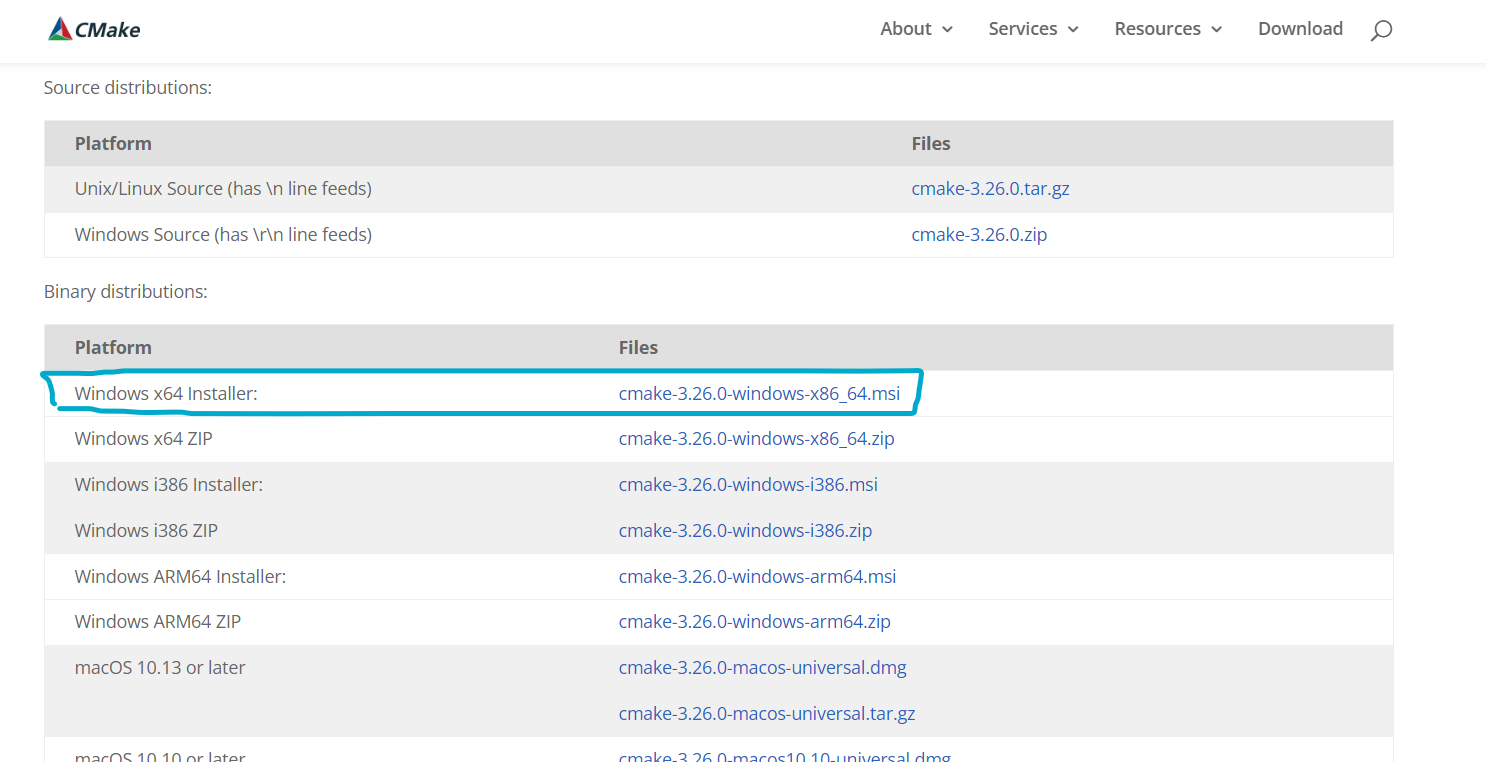 CMake About Services Resources Download
Source distributions:
Platform Files
Unix/Linux Source (has \n line feeds) cmake-3.26.0.tar.gz
Windows Source (has \r\n line feeds) cmake-3.26.0.zip
Binary distributions:
Platform Files
Windows x64 Installer: cmake-3.26.0-windows-x86_64.msi
Windows x64 ZIP cmake-3.26.0-windows-x86_64.zip
Windows i386 Installer: cmake-3.26.0-windows-i386.msi
Windows i386 ZIP cmake-3.26.0-windows-i386.zip
Windows ARM64 Installer: cmake-3.26.0-windows-arm64.msi
Windows ARM64 ZIP cmake-3.26.0-windows-arm64.zip
macOS 10.13 or later cmake-3.26.0-macos-universal.dmg
cmake-3.26.0-macos-universal.tar.gz
macOS 10.10 or later cmake-3.26.0-macos10.10-universal.dmg